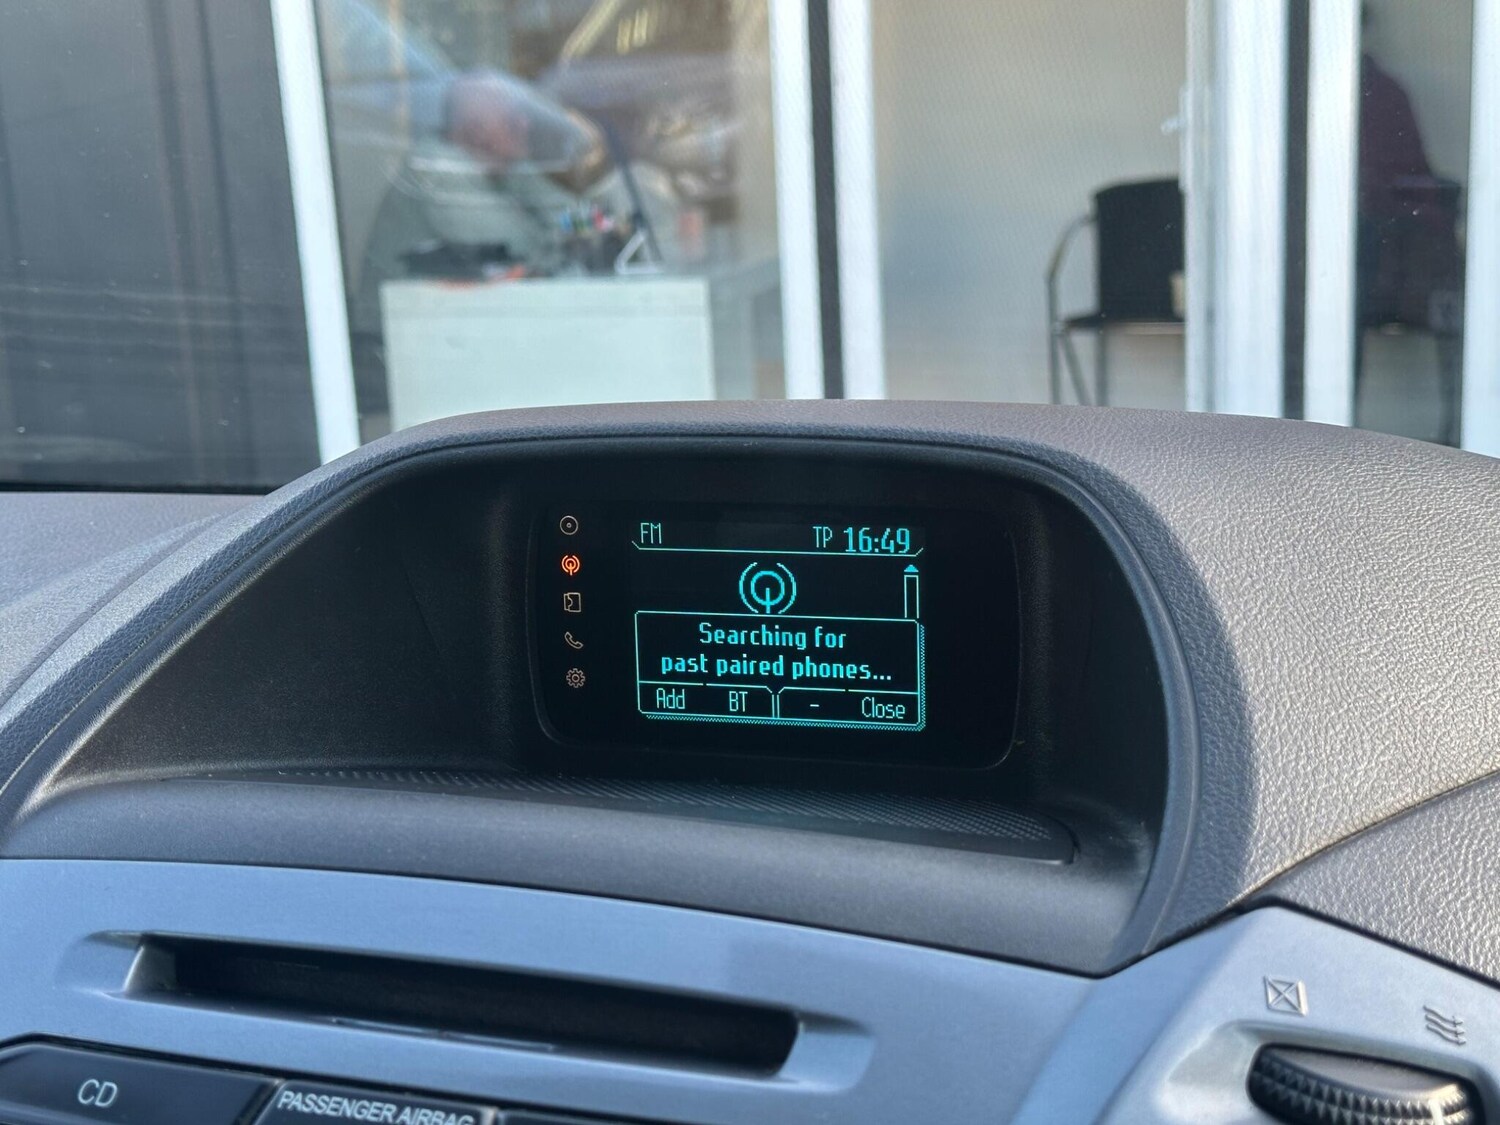 FM TP 16:49
Searching for
past paired phones...
Add BT - Close
CD
PASSENGER AIRBAG